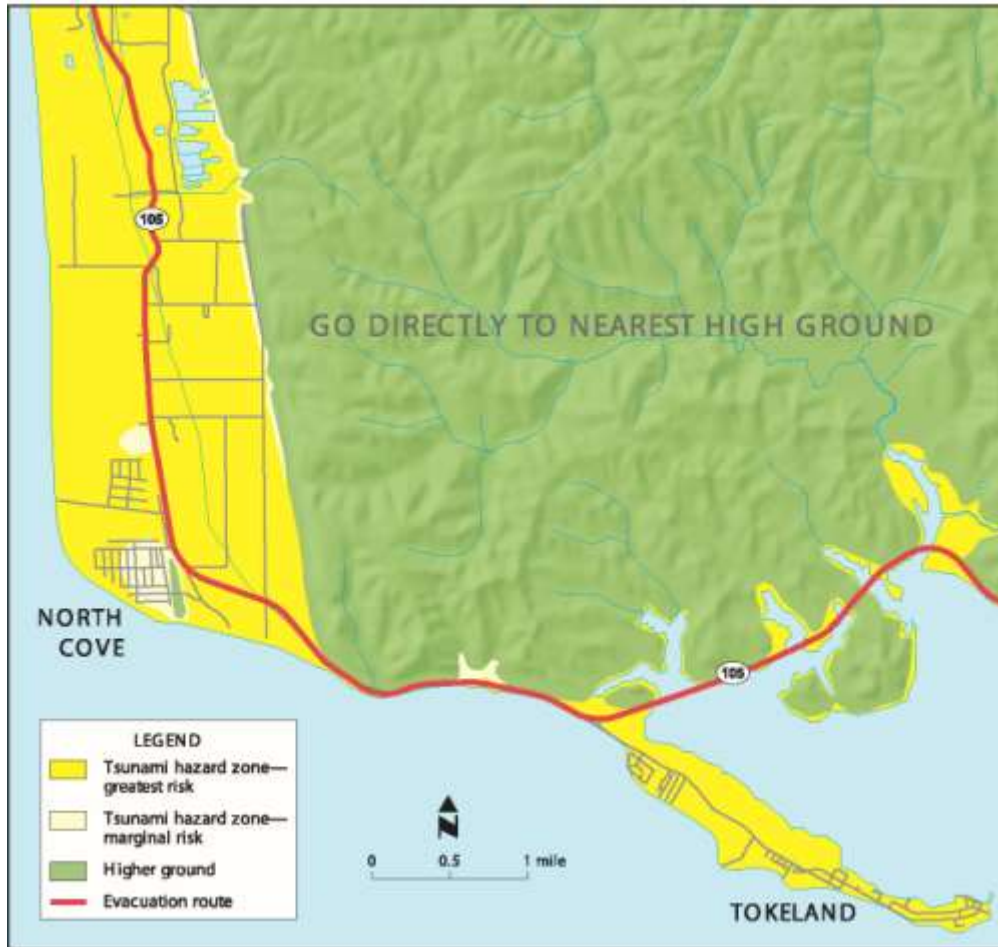 105
GO DIRECTLY TO NEAREST HIGH GROUND
NORTH
COVE
105
LEGEND
Tsunami hazard zone—
greatest risk
Tsunami hazard zone—
marginal risk
Higher ground
Evacuation route
N
0 0.5 1 mile
TOKELAND